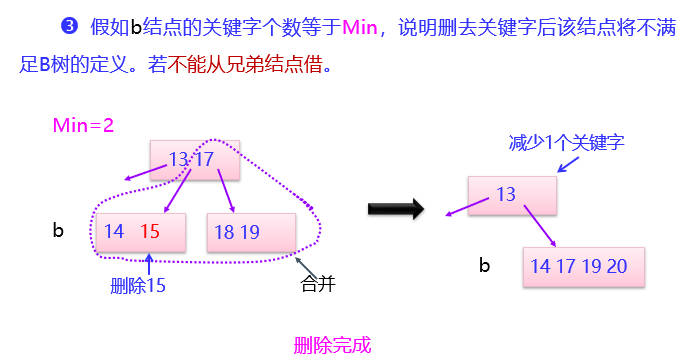 ❸ 假如b结点的关键字个数等于Min，说明删去关键字后该结点将不满
足B树的定义。若不能从兄弟结点借。
Min=2
减少1个关键字
13 17
13
b
14 15
18 19
b
14 17 19 20
删除15
合并
删除完成